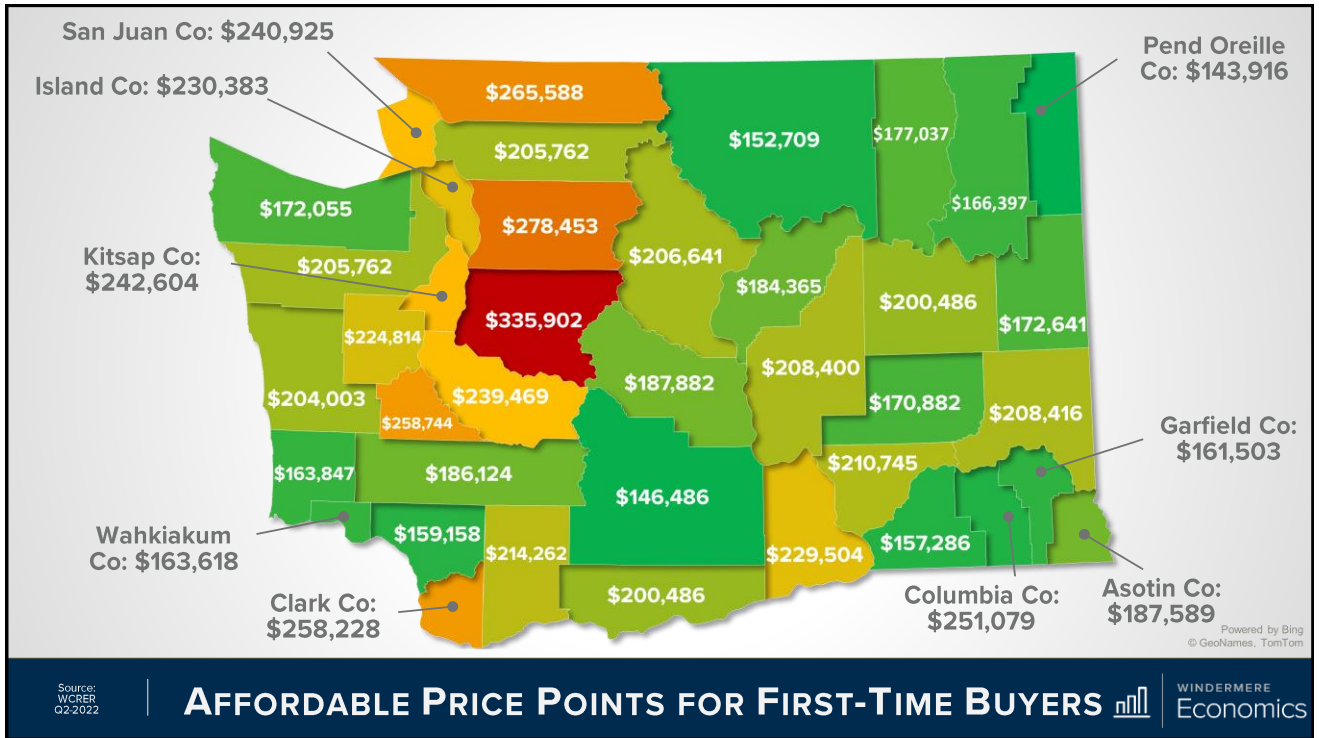 San Juan Co: $240,925
Island Co: $230,383
Pend Oreille
Co: $143,916
$265,588
$205,762
$152,709
$177,037
$166,397
$172,055
$278,453
$206,641
$205,762
Kitsap Co:
$242,604
$184,365
$200,486
$335,902
$172,641
$224,814
$208,400
$187,882
$204,003
$239,469
$170,882
$208,416
$258,744
Garfield Co:
$161,503
$163,847
$186,124
$210,745
$146,486
Wahkiakum
Co: $163,618
$159,158
$214,262
$229,504
$157,286
Clark Co:
$258,228
$200,486
Columbia Co:
$251,079
Asotin Co:
$187,589
Powered by Bing
© GeoNames, TomTom
Source:
WCRER
Q2-2022
AFFORDABLE PRICE POINTS FOR FIRST-TIME BUYERS
WINDERMERE
Economics